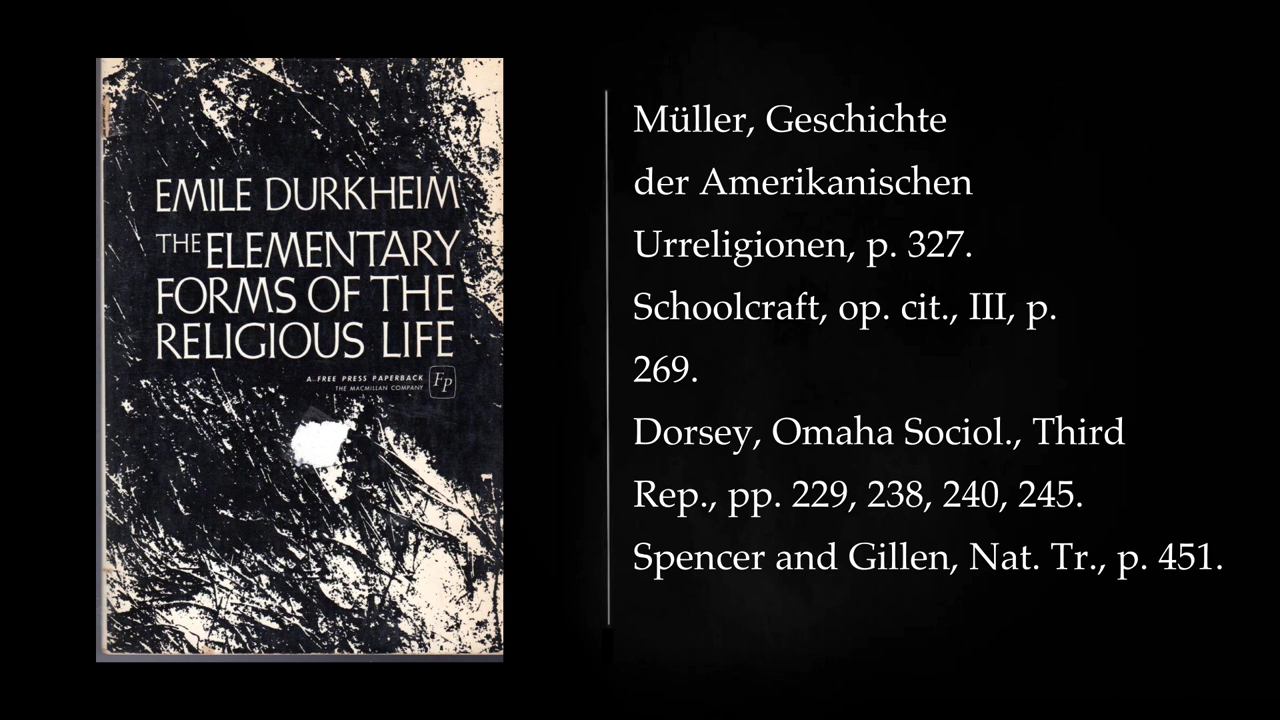 EMILE DURKHEIM
THE ELEMENTARY
FORMS OF THE
RELIGIOUS LIFE
A FREE PRESS PAPERBACK
THE MACMILLAN COMPANY
FP
Müller, Geschichte
der Amerikanischen
Urreligionen, p. 327.
Schoolcraft, op. cit., III, p.
269.
Dorsey, Omaha Sociol., Third
Rep., pp. 229, 238, 240, 245.
Spencer and Gillen, Nat. Tr., p. 451.